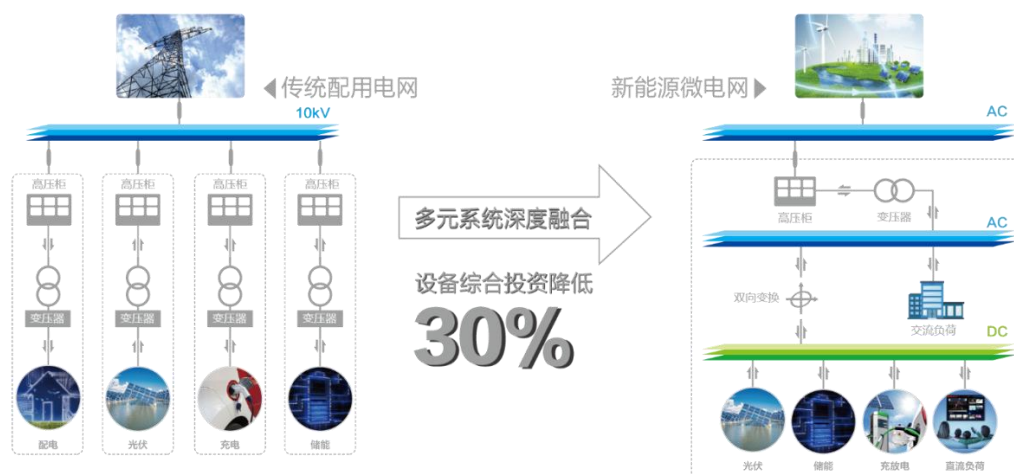 传统配用电网
10kV
高压柜
高压柜
高压柜
高压柜
变压器
变压器
变压器
变压器
配电
光伏
充电
储能
多元系统深度融合
设备综合投资降低
30%
新能源微电网
AC
高压柜
变压器
AC
双向变换
交流负荷
DC
光伏
储能
充放电
直流负荷